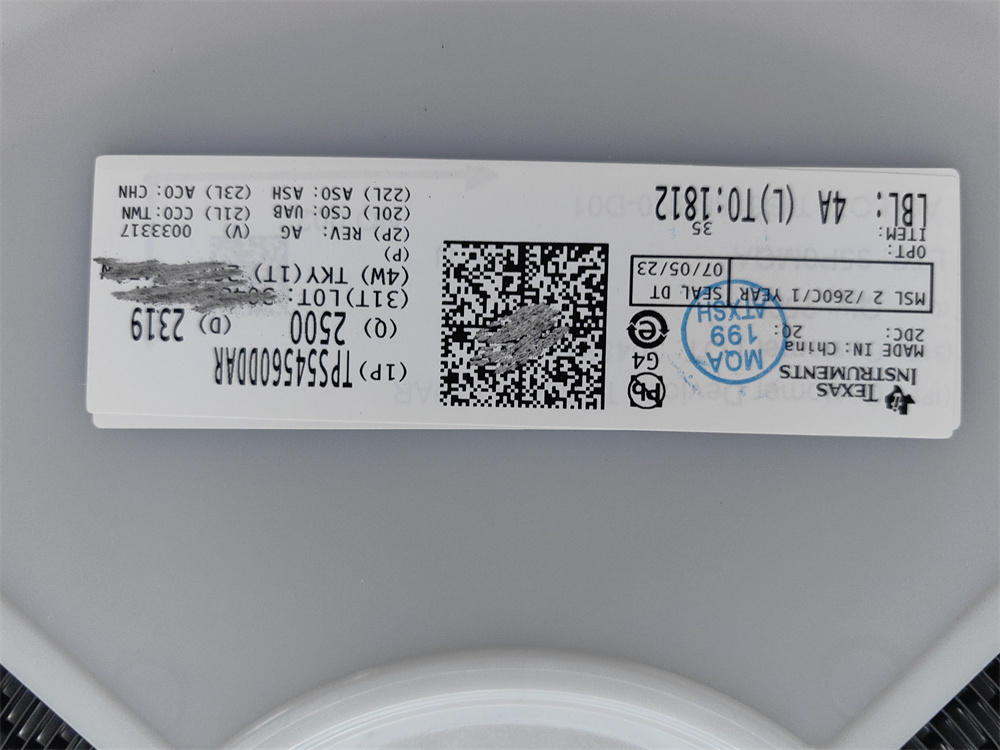 TEXAS
INSTRUMENTS
MADE IN: China
2DC: 2Q:
MSL 2 /260C/1 YEAR SEAL DT
07/05/23
OPT:
ITEM: 35
LBL: 4A (L)TO:1812
MQA
199
ATYSH
Pb
G4
e
(1P) TPS54560DDAR
(Q) 2500 (D) 2319
(31T)LOT:
(4W) TKY(1T)
(P)
(2P) REV: AG (V) 0033317
(20L) CSO: UAB (21L) CCO:TWN
(22L) ASO: ASH (23L) ACO: CHN